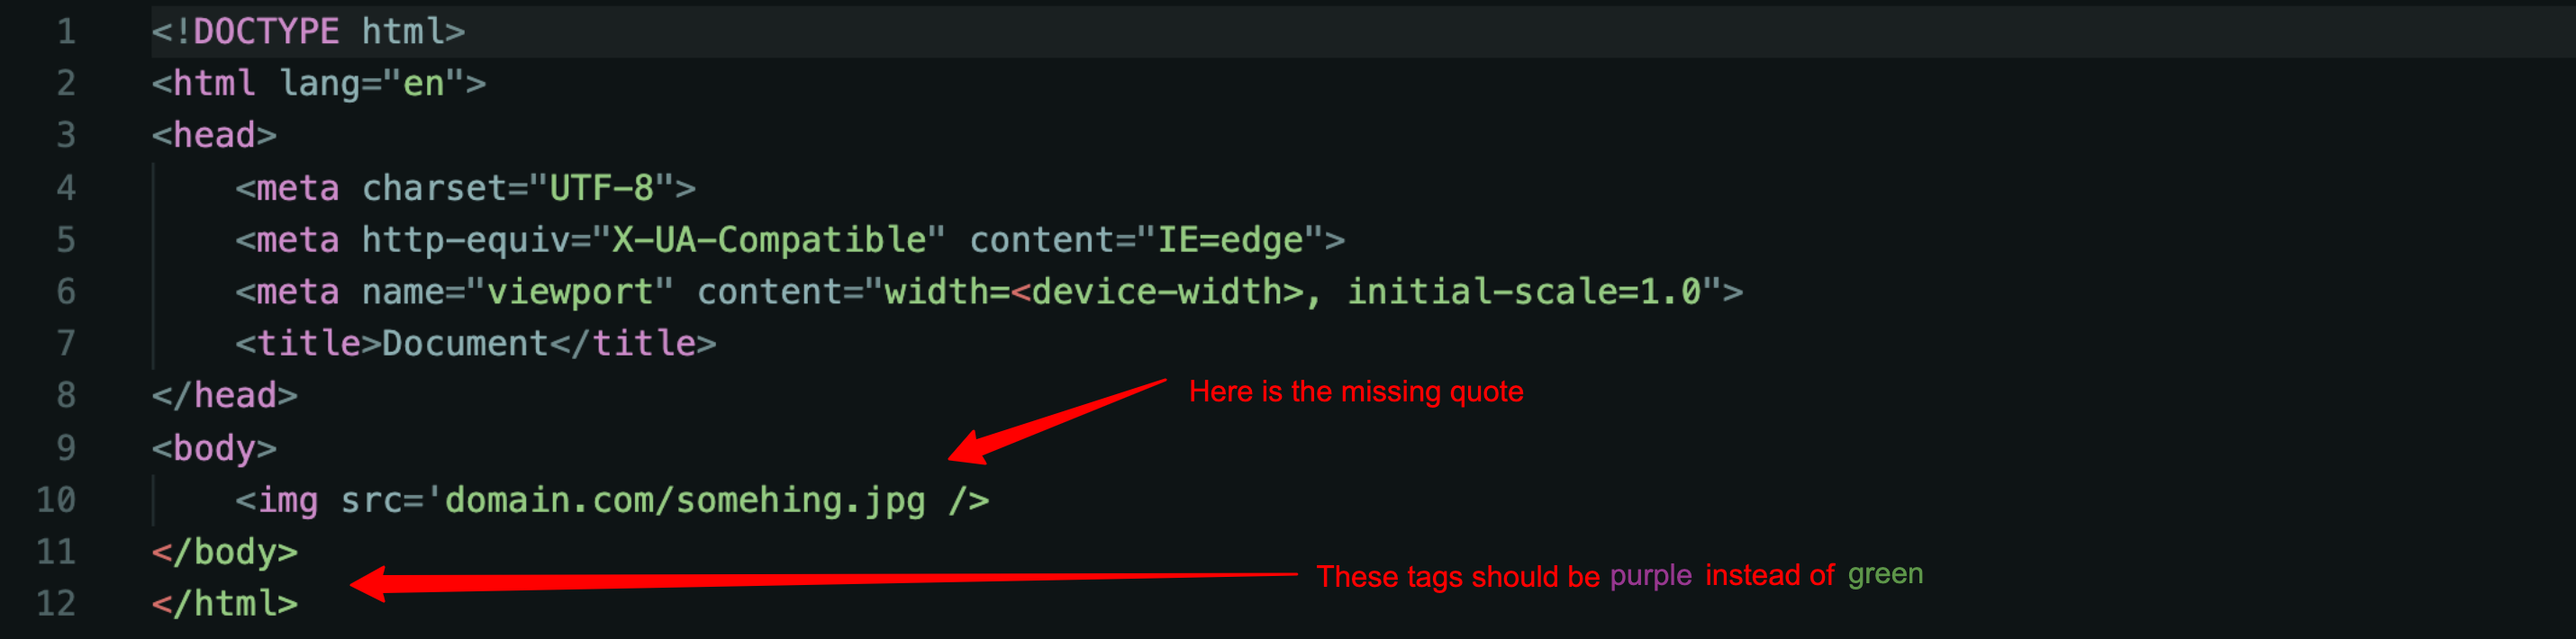 1 <!DOCTYPE html>
2 <html lang="en">
3 <head>
4     <meta charset="UTF-8">
5     <meta http-equiv="X-UA-Compatible" content="IE=edge">
6     <meta name="viewport" content="width=<device-width>, initial-scale=1.0">
7     <title>Document</title>
8 </head>
Here is the missing quote
9 <body>
10     <img src='domain.com/somehing.jpg />
11 </body>
These tags should be purple instead of green
12 </html>